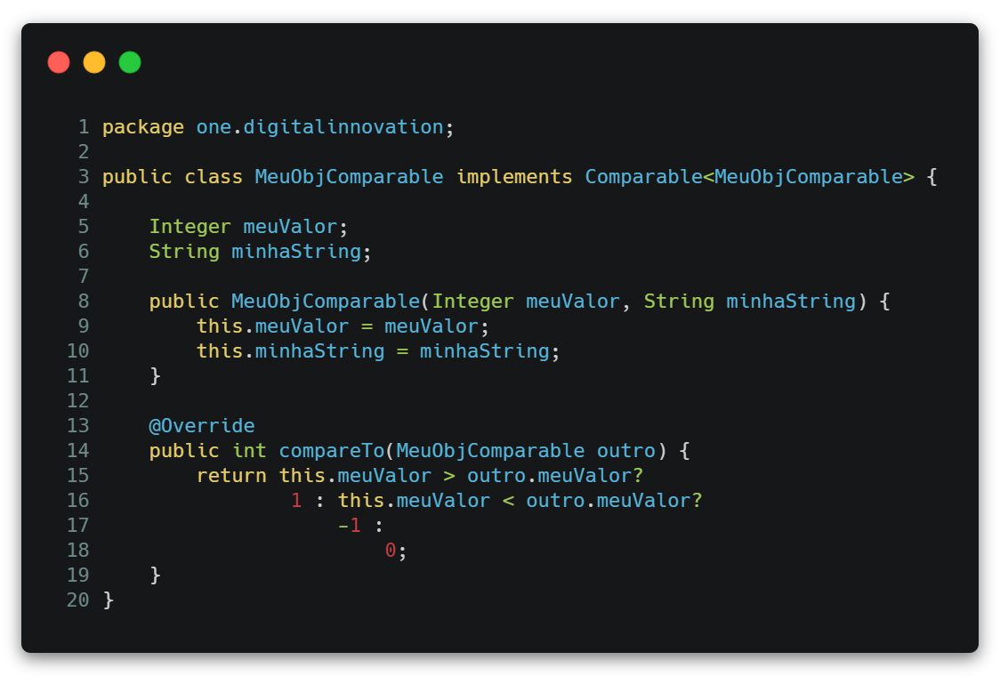 1 package one.digitalinnovation;
2
3 public class MeuObjComparable implements Comparable<MeuObjComparable> {
4
5     Integer meuValor;
6     String minhaString;
7
8     public MeuObjComparable(Integer meuValor, String minhaString) {
9         this.meuValor = meuValor;
10         this.minhaString = minhaString;
11     }
12
13     @Override
14     public int compareTo(MeuObjComparable outro) {
15         return this.meuValor > outro.meuValor?
16                 1 : this.meuValor < outro.meuValor?
17                     -1 :
18                         0;
19     }
20 }